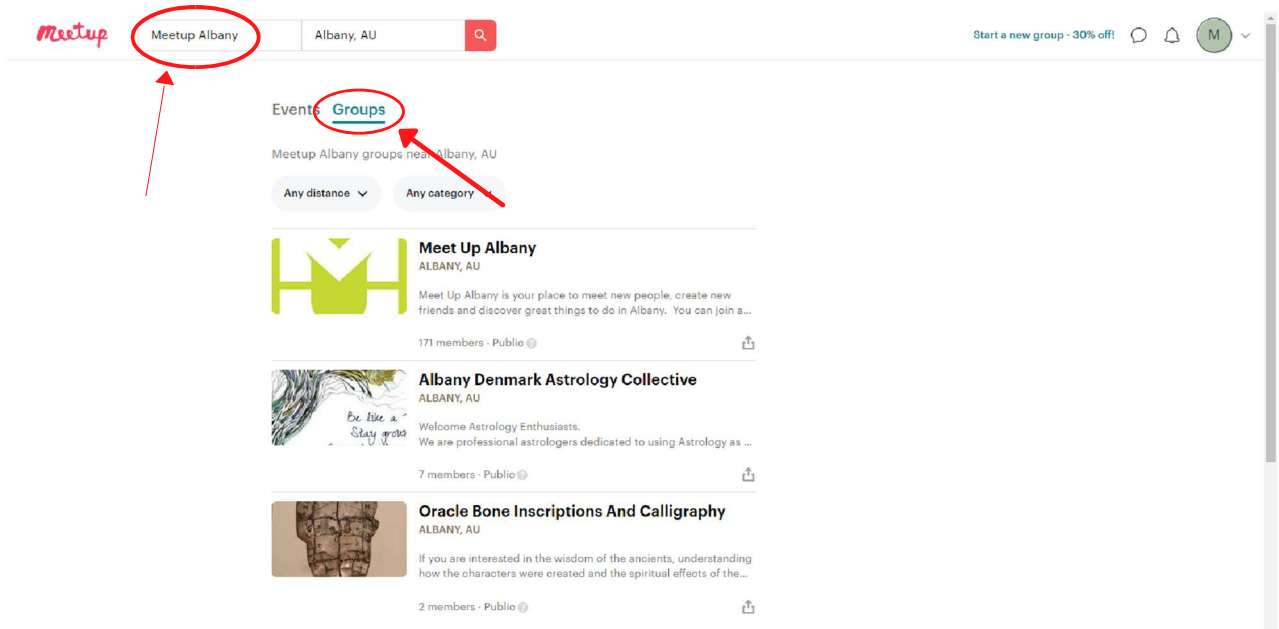 meetup
Meetup Albany
Albany, AU
Start a new group - 30% off!
M
Events Groups
Meetup Albany groups near Albany, AU
Any distance
Any category
Meet Up Albany
ALBANY, AU
Meet Up Albany is your place to meet new people, create new
friends and discover great things to do in Albany. You can join a...
171 members · Public
Albany Denmark Astrology Collective
ALBANY, AU
Be like a
Stay grou
Welcome Astrology Enthusiasts.
We are professional astrologers dedicated to using Astrology as ...
7 members · Public
Oracle Bone Inscriptions And Calligraphy
ALBANY, AU
If you are interested in the wisdom of the ancients, understanding
how the characters were created and the spiritual effects of the...
2 members · Public